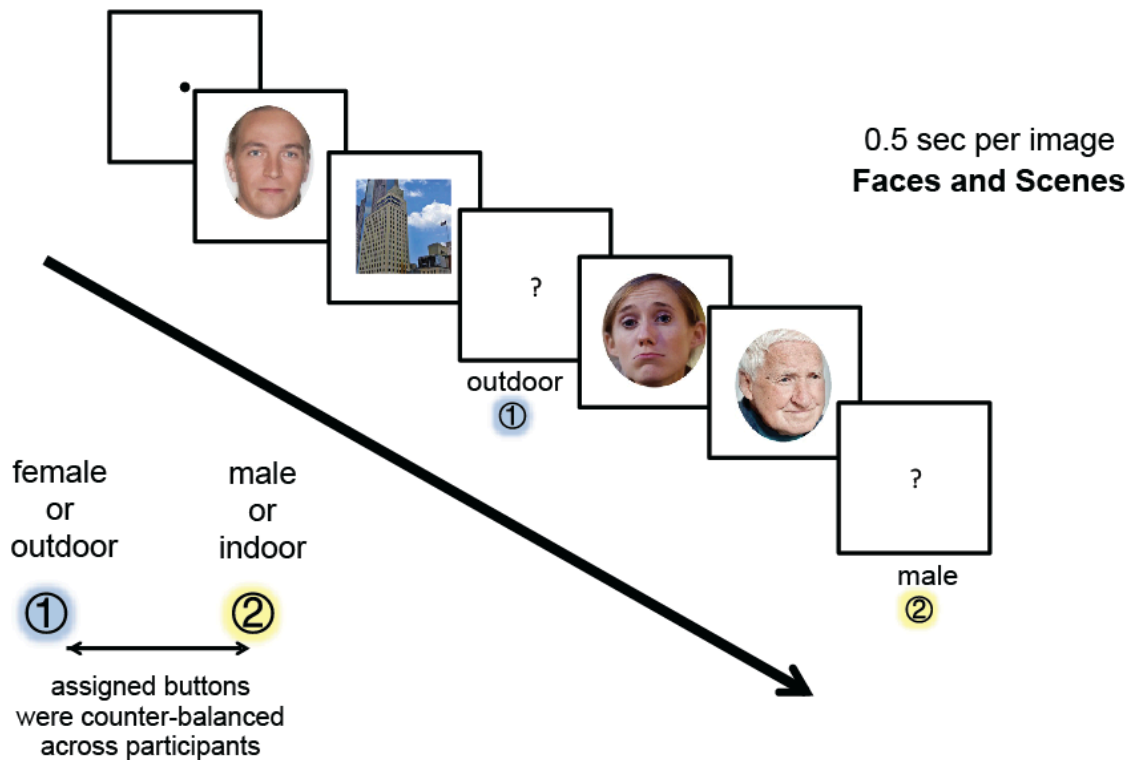 0.5 sec per image
Faces and Scenes
?
outdoor
①
?
male
②
female
or
outdoor
①
male
or
indoor
②
assigned buttons
were counter-balanced
across participants